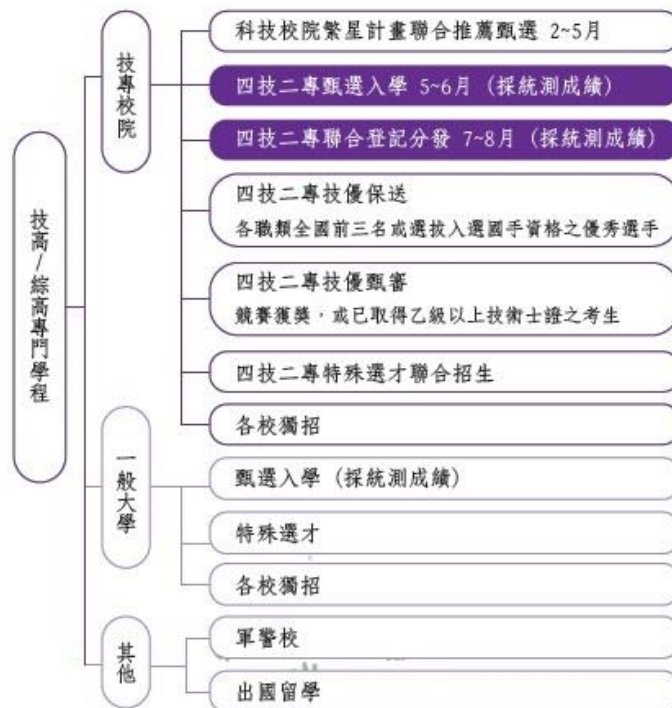 技高/綜高專門學程
技專校院
科技校院繁星計畫聯合推薦甄選 2~5月
四技二專甄選入學 5~6月 (採統測成績)
四技二專聯合登記分發 7~8月 (採統測成績)
四技二專技優保送
各職類全國前三名或選拔入選國手資格之優秀選手
四技二專技優甄審
競賽獲獎，或已取得乙級以上技術士證之考生
四技二專特殊選才聯合招生
各校獨招
一般大學
甄選入學 (採統測成績)
特殊選才
各校獨招
其他
軍警校
出國留學